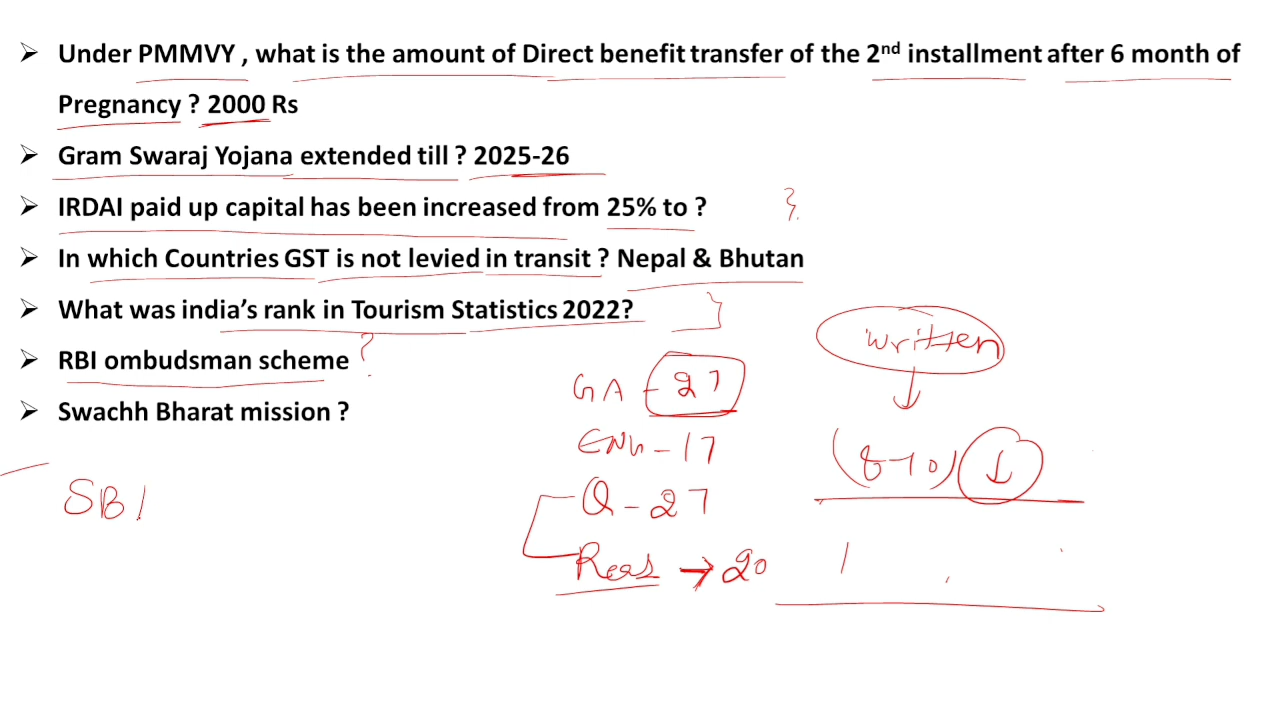 ➢ Under PMMVY , what is the amount of Direct benefit transfer of the 2nd installment after 6 month of
Pregnancy ? 2000 Rs
➢ Gram Swaraj Yojana extended till ? 2025-26
➢ IRDAI paid up capital has been increased from 25% to ?
➢ In which Countries GST is not levied in transit ? Nepal & Bhutan
➢ What was india's rank in Tourism Statistics 2022?
➢ RBI ombudsman scheme ?
➢ Swachh Bharat mission ?
written
GA - 27
ENG - 17
(8-10) ↓
Q - 27
SBI
Reas → 20